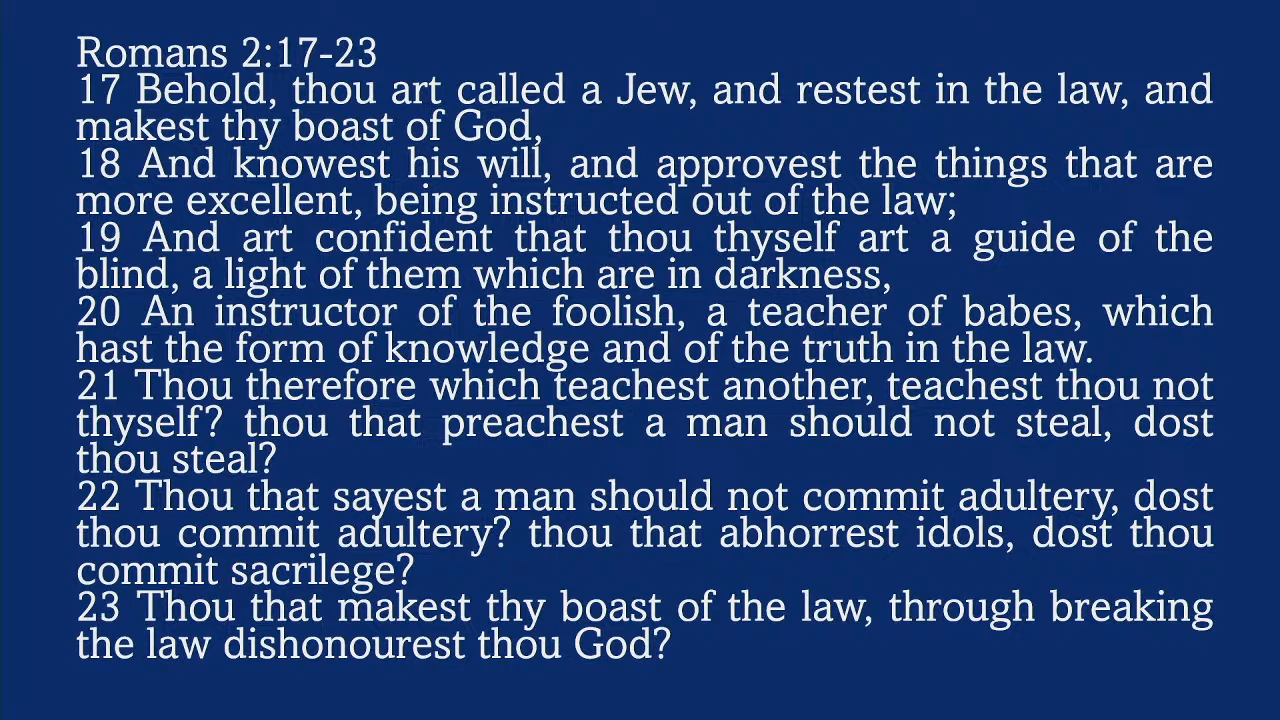 Romans 2:17-23
17 Behold, thou art called a Jew, and restest in the law, and
makest thy boast of God,
18 And knowest his will, and approvest the things that are
more excellent, being instructed out of the law;
19 And art confident that thou thyself art a guide of the
blind, a light of them which are in darkness,
20 An instructor of the foolish, a teacher of babes, which
hast the form of knowledge and of the truth in the law.
21 Thou therefore which teachest another, teachest thou not
thyself? thou that preachest a man should not steal, dost
thou steal?
22 Thou that sayest a man should not commit adultery, dost
thou commit adultery? thou that abhorrest idols, dost thou
commit sacrilege?
23 Thou that makest thy boast of the law, through breaking
the law dishonourest thou God?